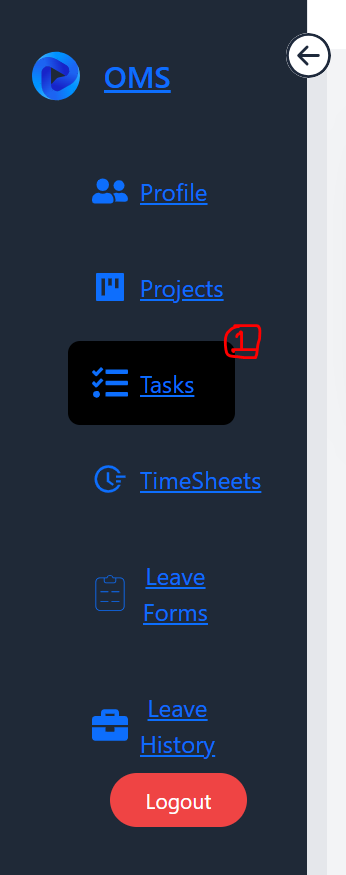 OMS
Profile
Projects
1
Tasks
TimeSheets
Leave
Forms
Leave
History
Logout